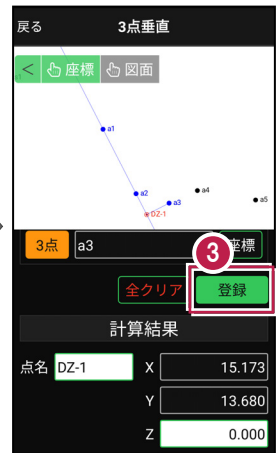 戻る 3点垂直
< 座標 図面
a1
a2 a4
a3 a5
DZ-1
3点 a3 座標
3
全クリア 登録
計算結果
点名 DZ-1 X 15.173
Y 13.680
Z 0.000